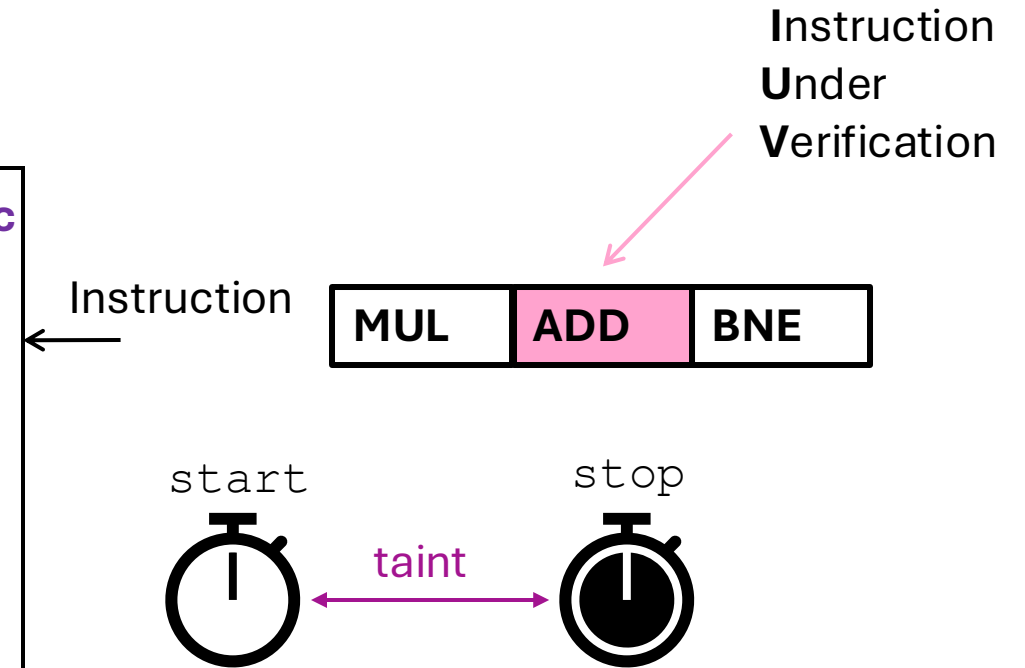 Instruction
Under
Verification
c
Instruction
MUL ADD BNE
start
stop
taint